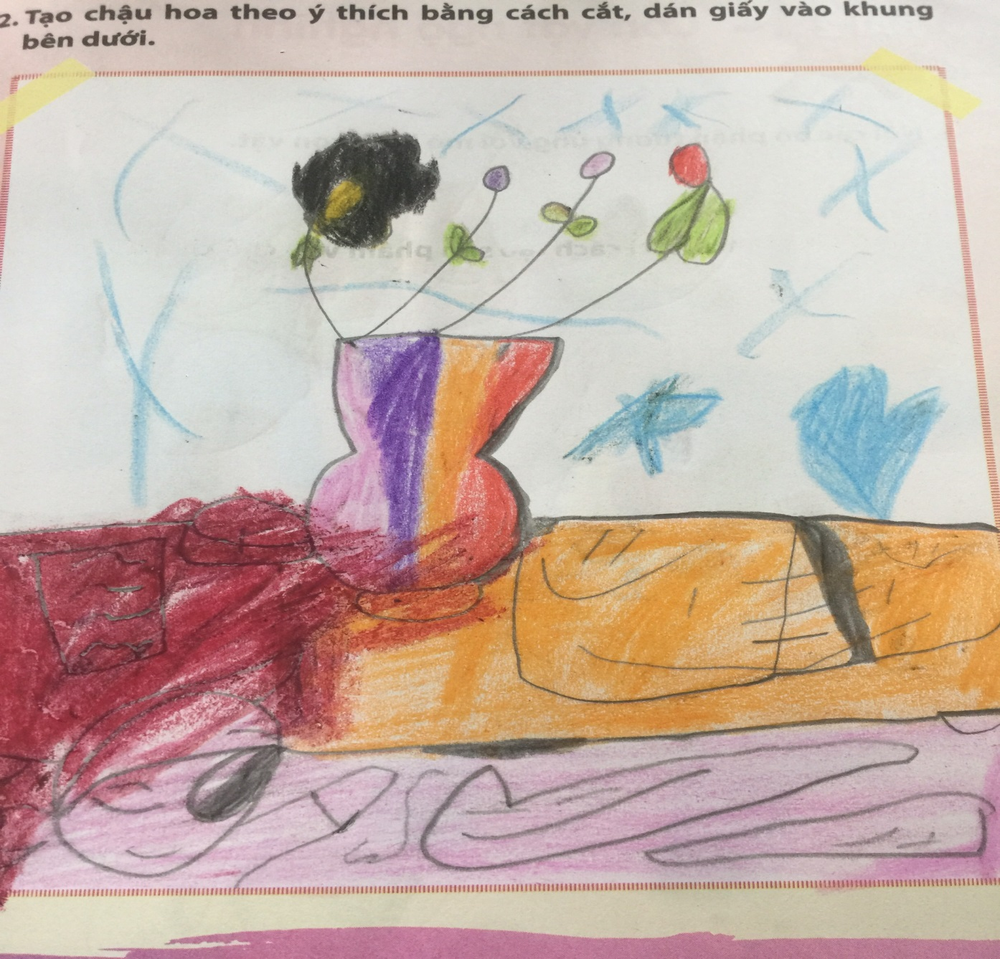 2. Tạo chậu hoa theo ý thích bằng cách cắt, dán giấy vào khung
bên dưới.